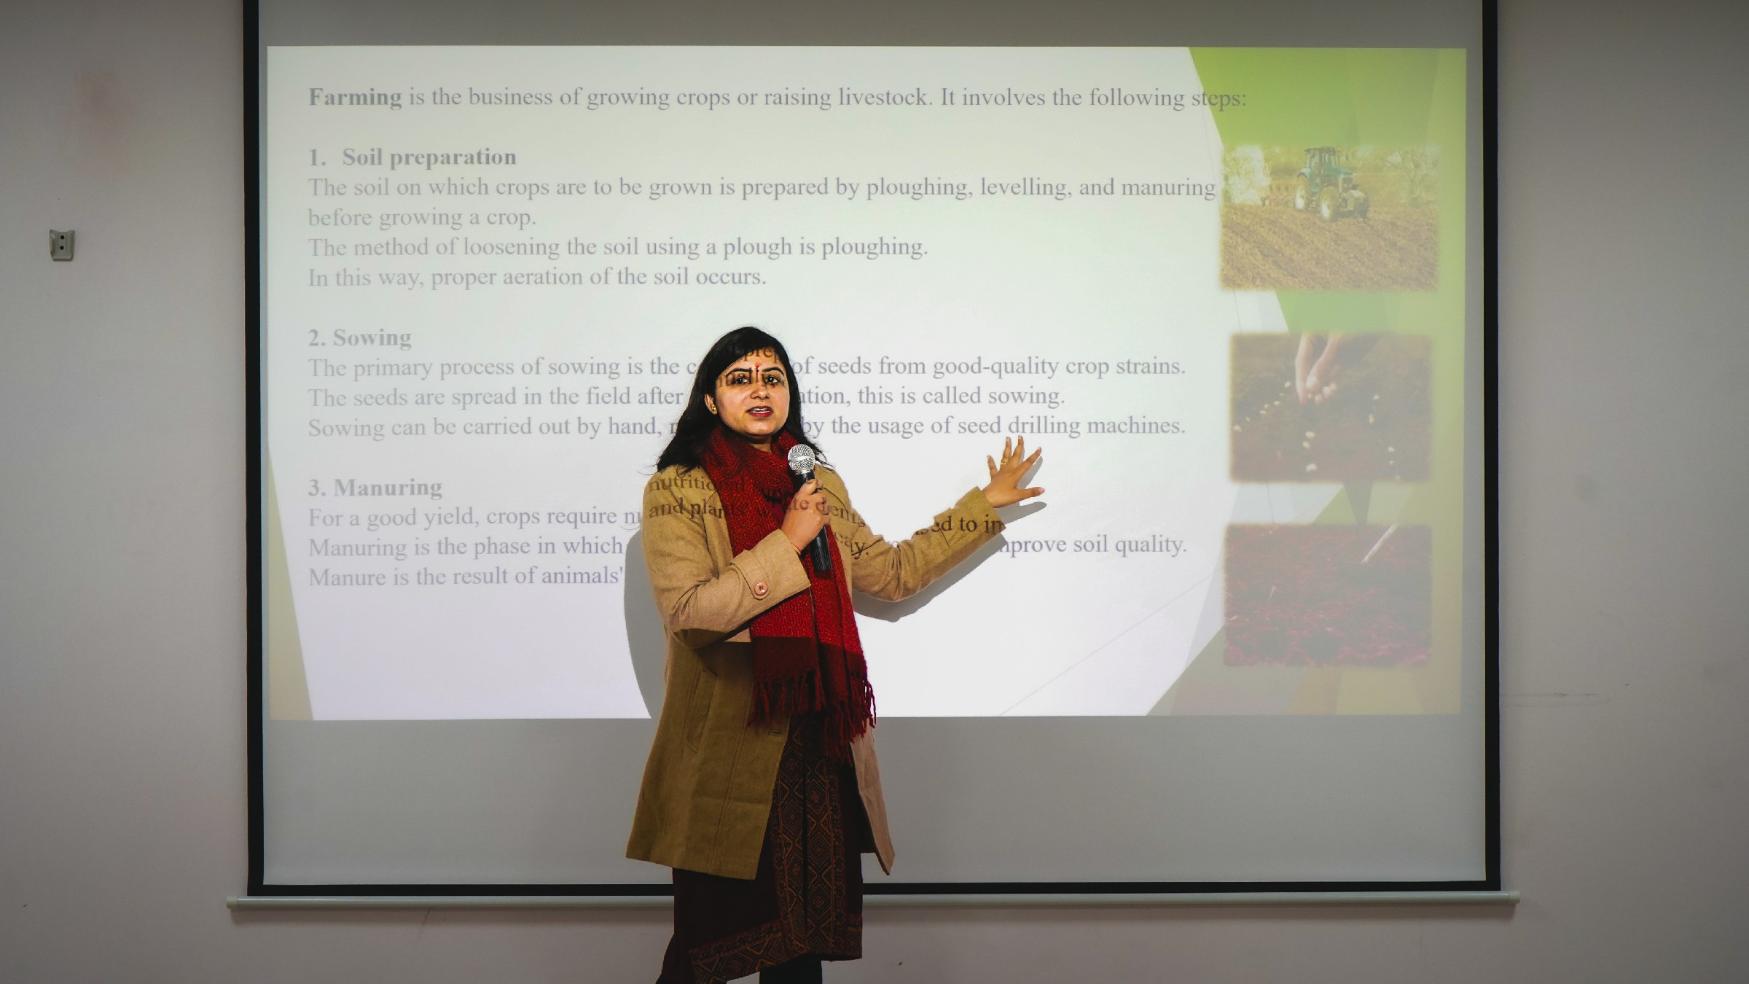 Farming is the business of growing crops or raising livestock. It involves the following steps:
1. Soil preparation
The soil on which crops are to be grown is prepared by ploughing, levelling, and manuring
before growing a crop.
The method of loosening the soil using a plough is ploughing.
In this way, proper aeration of the soil occurs.
2. Sowing
The primary process of sowing is the of seeds from good-quality crop strains.
The seeds are spread in the field after this is called sowing.
Sowing can be carried out by hand, by the usage of seed drilling machines.
3. Manuring
For a good yield, crops require
Manuring is the phase in which soil quality.
Manure is the result of animals'